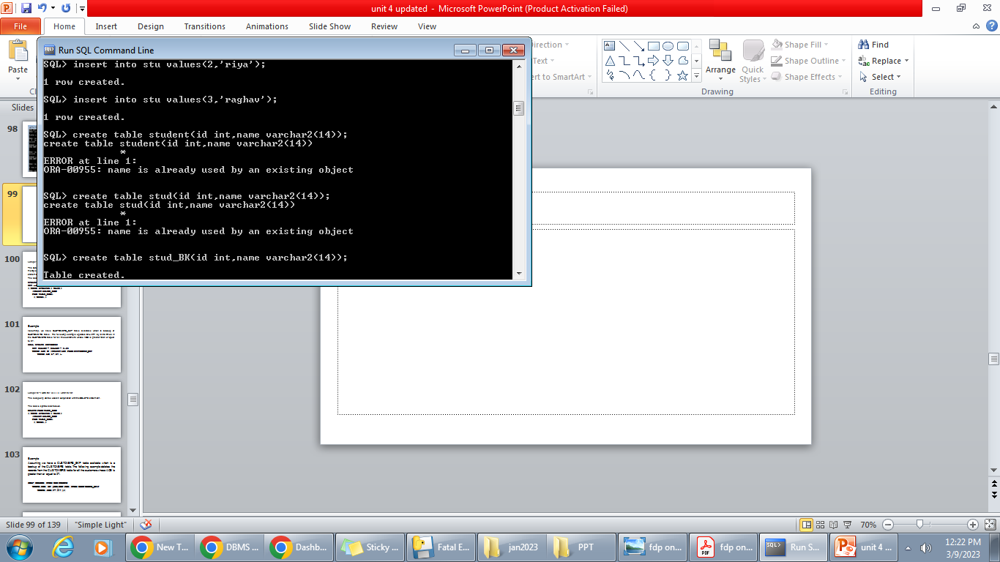 unit 4 updated - Microsoft PowerPoint (Product Activation Failed)
File Home Insert Design Transitions Animations Slide Show Review View
Paste
Direction
Text
rt to SmartArt
Arrange
Quick
Styles
Shape Fill
Shape Outline
Shape Effects
Drawing
Find
Replace
Select
Editing
Run SQL Command Line
SQL> insert into stu values(2,'riya');
1 row created.
SQL> insert into stu values(3,'raghav');
1 row created.
SQL> create table student(id int,name varchar2(14));
create table student(id int,name varchar2(14))
*
ERROR at line 1:
ORA-00955: name is already used by an existing object
SQL> create table stud(id int,name varchar2(14));
create table stud(id int,name varchar2(14))
*
ERROR at line 1:
ORA-00955: name is already used by an existing object
SQL> create table stud_BK(id int,name varchar2(14));
Table created.
Slides
98
99
100
101
Example
102
103
Example
Slide 99 of 139 "Simple Light" 70%
New T... DBMS ... Dashb... Sticky ... Fatal E... jan2023 PPT fdp on... fdp on... Run S... unit 4 ...
12:22 PM
3/9/2023